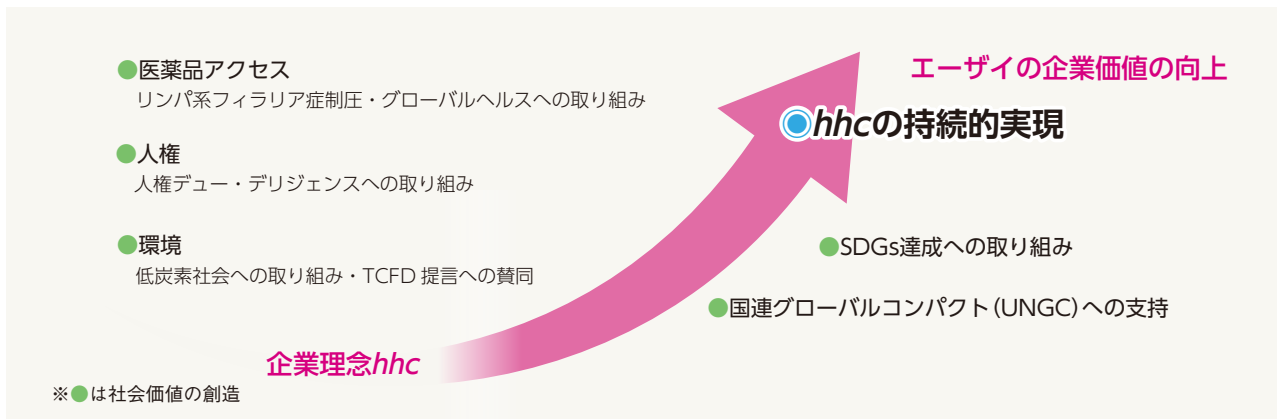 ●医薬品アクセス
リンパ系フィラリア症制圧・グローバルヘルスへの取り組み
●人権
人権デュー・デリジェンスへの取り組み
●環境
低炭素社会への取り組み・TCFD 提言への賛同
企業理念hhc
※●は社会価値の創造
エーザイの企業価値の向上
◉hhcの持続的実現
●SDGs達成への取り組み
●国連グローバルコンパクト(UNGC)への支持